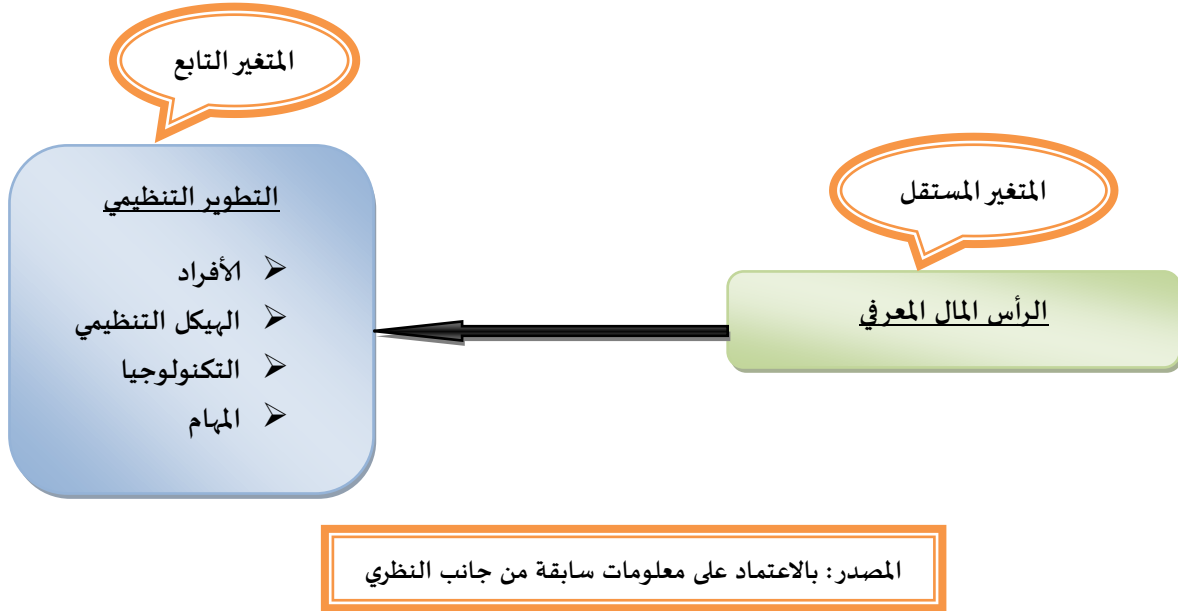 المتغير التابع
المتغير المستقل
الرأس المال المعرفي
التطوير التنظيمي
الأفراد
الهيكل التنظيمي
التكنولوجيا
المهام
المصدر: بالاعتماد على معلومات سابقة من جانب النظري